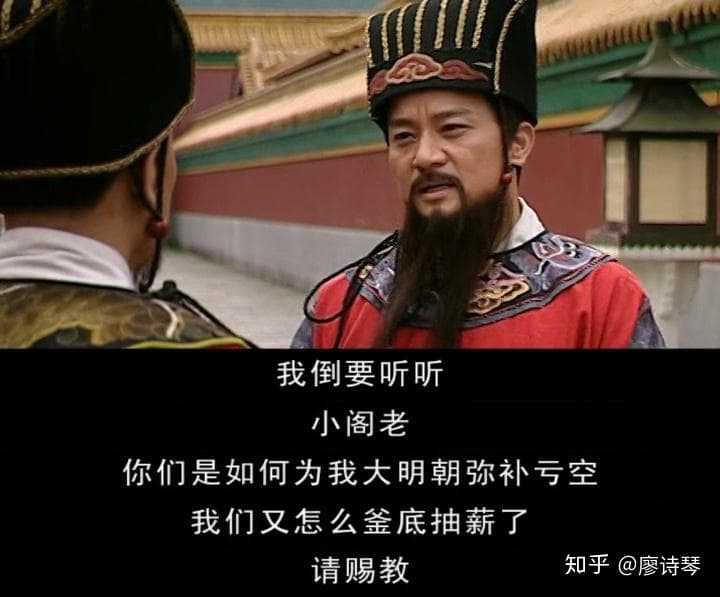 我倒要听听
小阁老
你们是如何为我大明朝弥补亏空
我们又怎么釜底抽薪了
请赐教
知乎 @廖诗琴